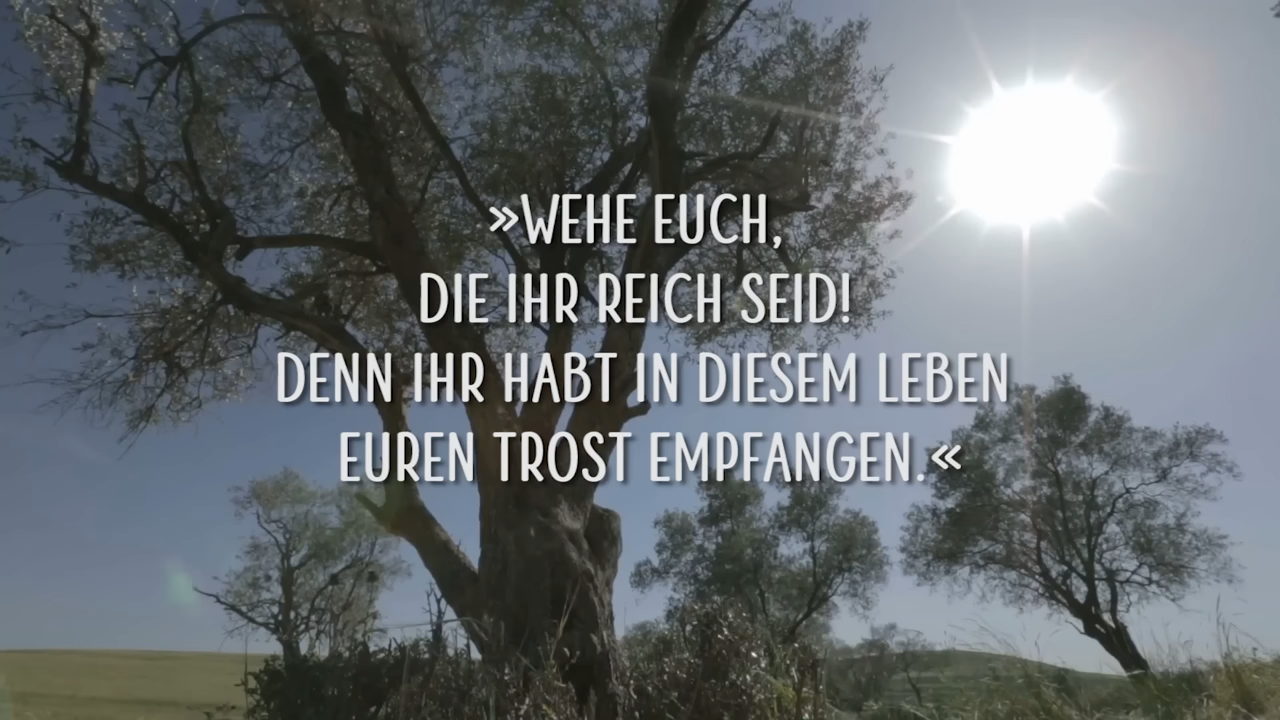 »WEHE EUCH,
DIE IHR REICH SEID!
DENN IHR HABT IN DIESEM LEBEN
EUREN TROST EMPFANGEN.«